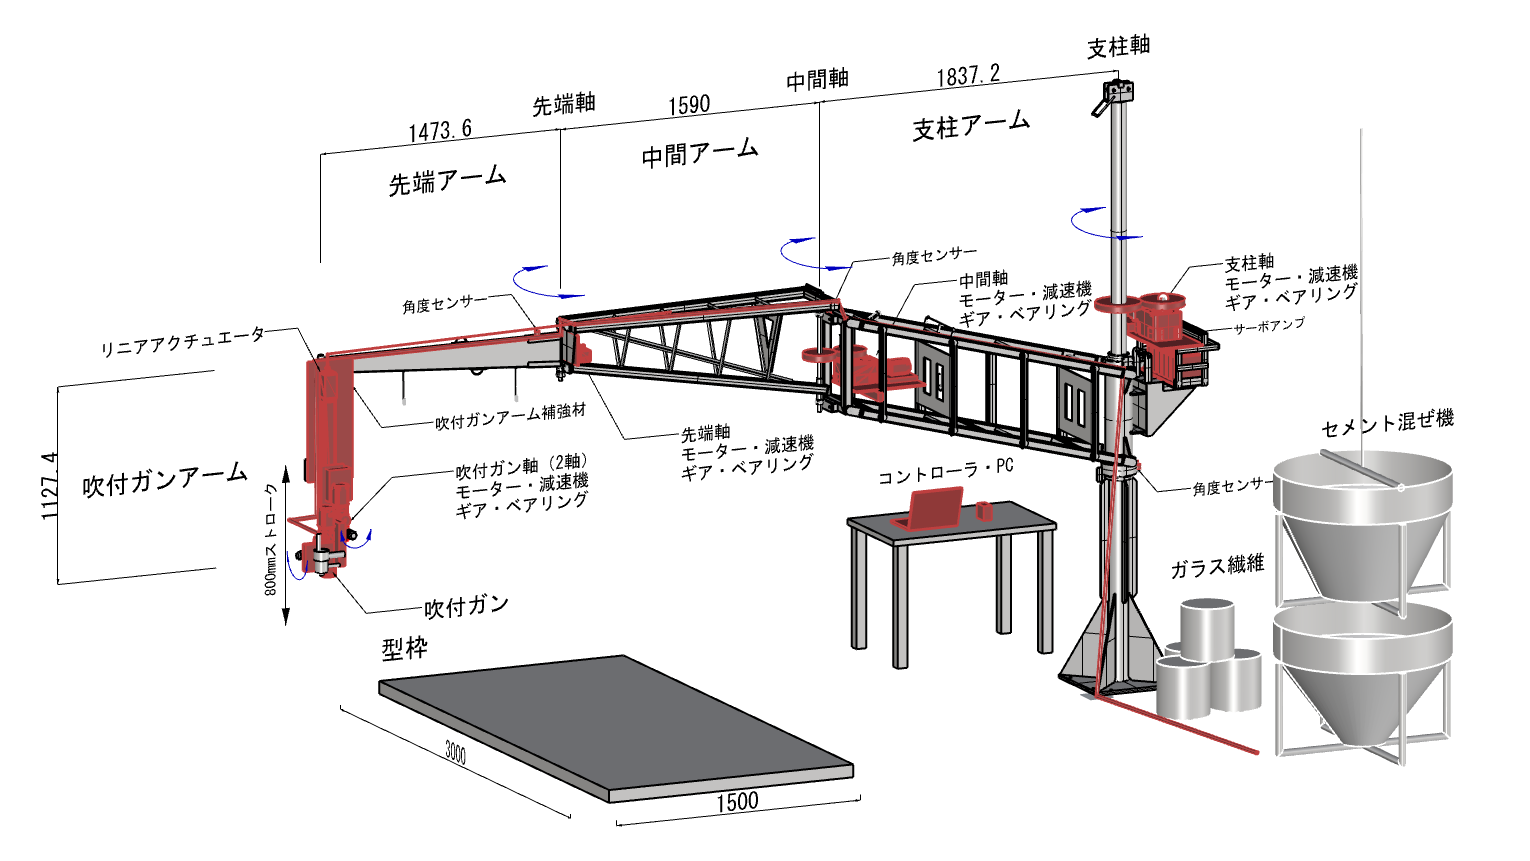 支柱軸
1837.2
中間軸
1590
先端軸
1473.6
支柱アーム
中間アーム
先端アーム
角度センサー
支柱軸
モーター・減速機
ギア・ベアリング
中間軸
モーター・減速機
ギア・ベアリング
角度センサー
サーボアンプ
リニアアクチュエータ
吹付ガンアーム補強材
セメント混ぜ機
先端軸
モーター・減速機
ギア・ベアリング
吹付ガン軸（2軸）
モーター・減速機
ギア・ベアリング
コントローラ・PC
角度センサー
吹付ガンアーム
1127.4
800mmストローク
ガラス繊維
吹付ガン
型枠
3000
1500